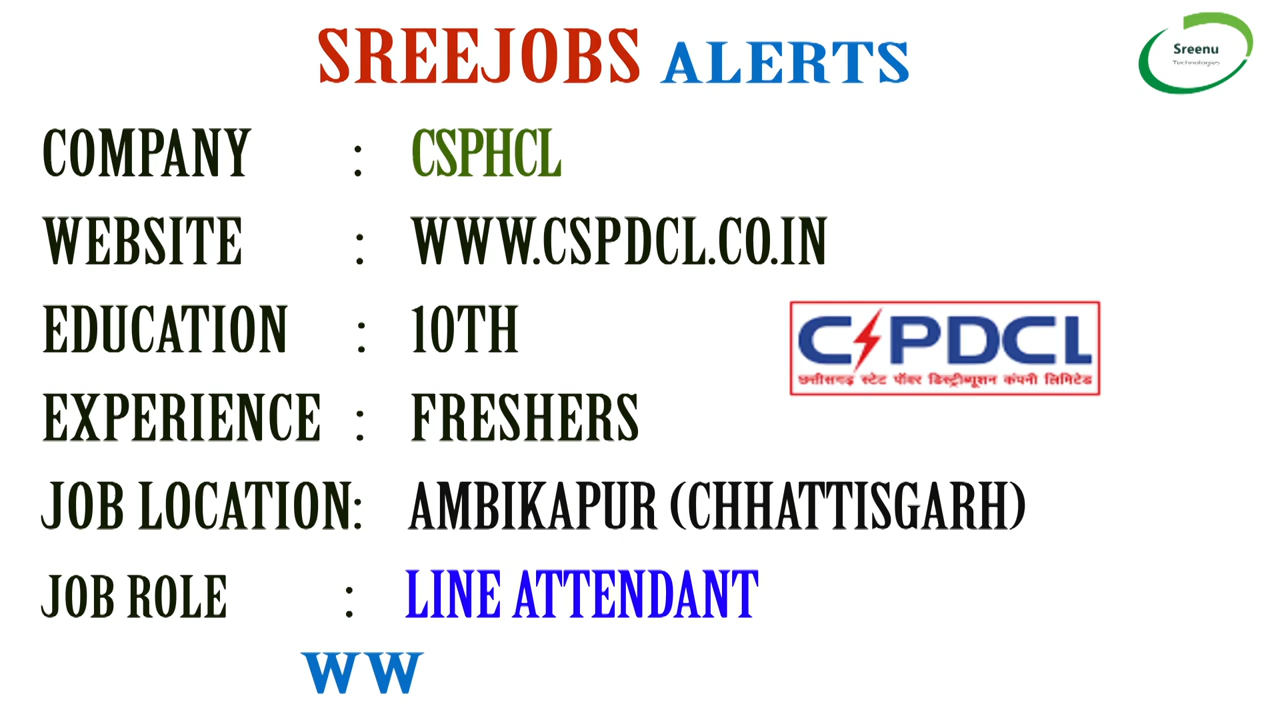 SREEJOBS ALERTS
Sreenu
Technologies
COMPANY : CSPHCL
WEBSITE : WWW.CSPDCL.CO.IN
EDUCATION : 10TH
CSPDCL
छत्तीसगढ़ स्टेट पॉवर डिस्ट्रीब्यूशन कंपनी लिमिटेड
EXPERIENCE : FRESHERS
JOB LOCATION: AMBIKAPUR (CHHATTISGARH)
JOB ROLE : LINE ATTENDANT
WW